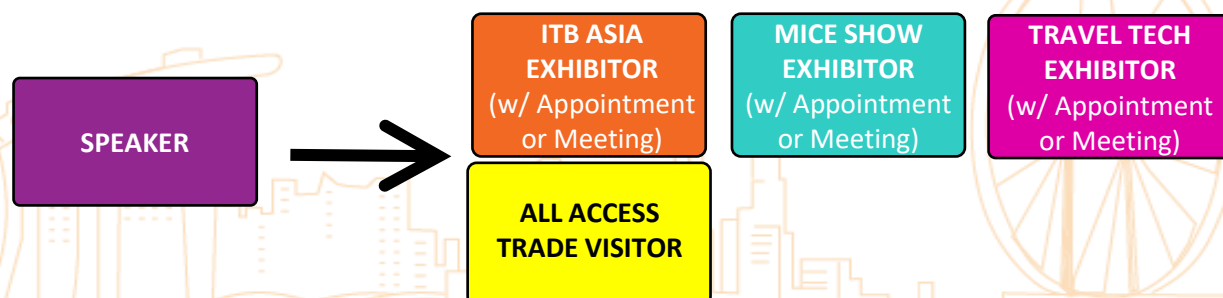 SPEAKER
ITB ASIA
EXHIBITOR
(w/ Appointment
or Meeting)
MICE SHOW
EXHIBITOR
(w/ Appointment
or Meeting)
TRAVEL TECH
EXHIBITOR
(w/ Appointment
or Meeting)
ALL ACCESS
TRADE VISITOR